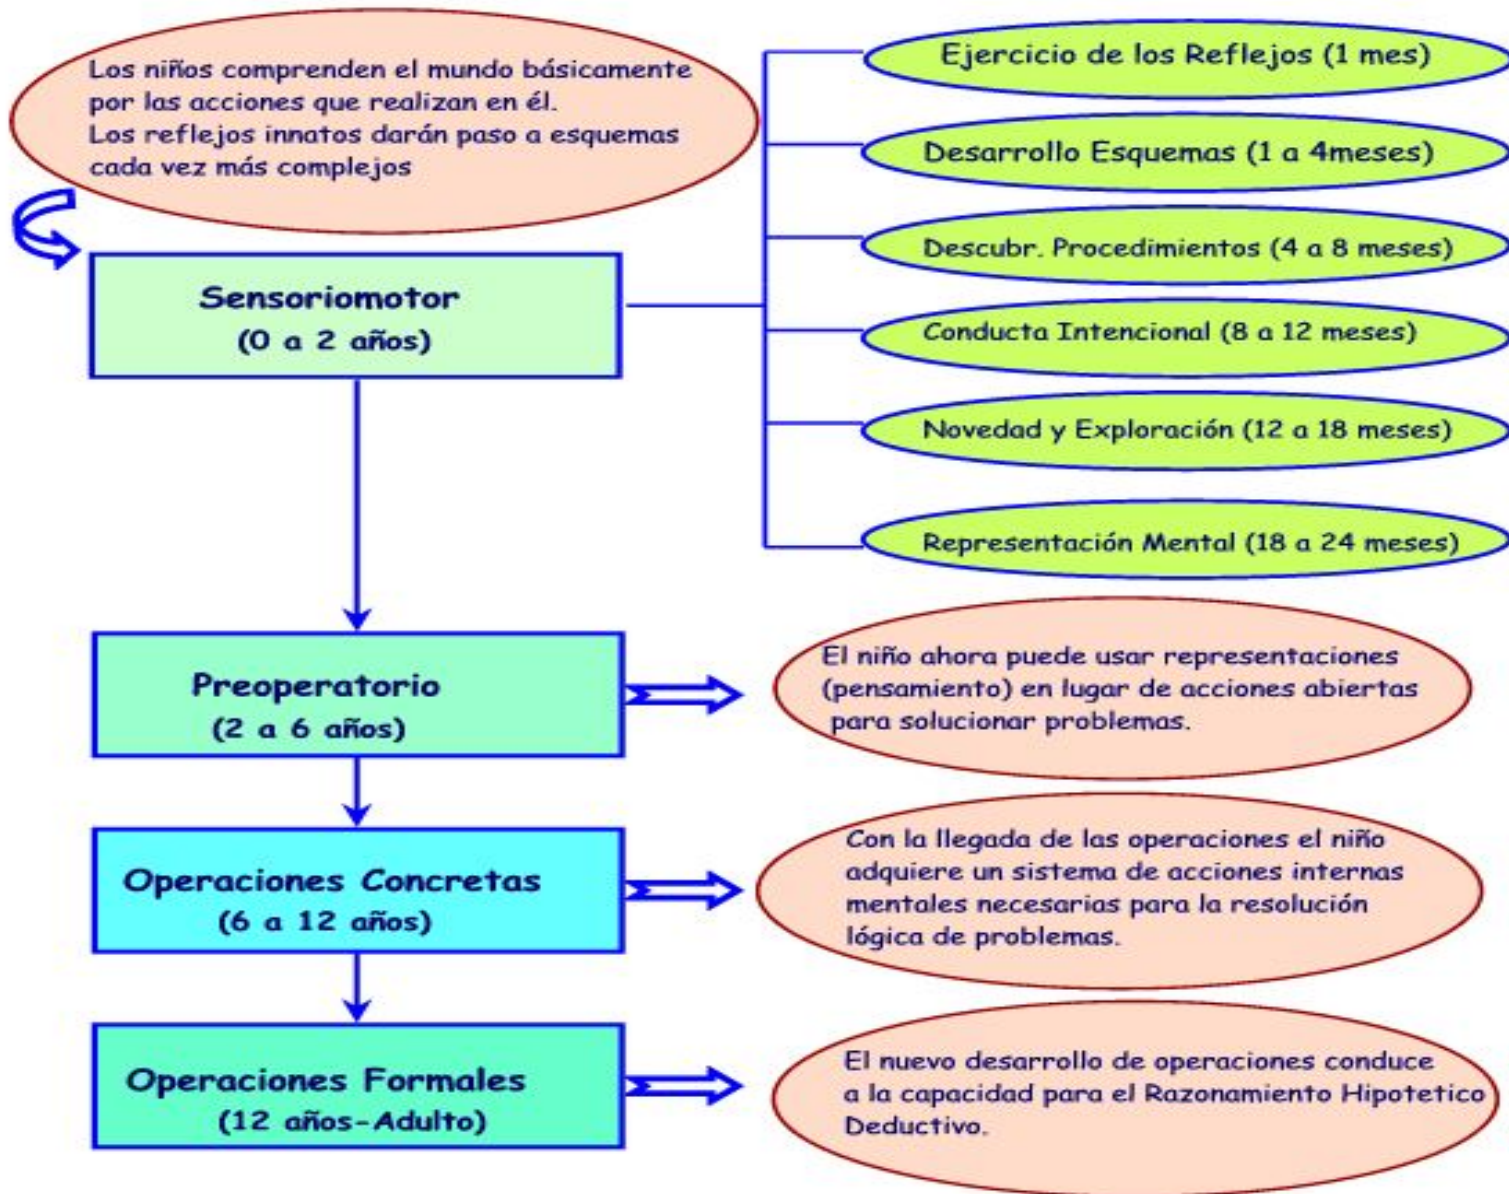 Los niños comprenden el mundo básicamente
por las acciones que realizan en él.
Los reflejos innatos darán paso a esquemas
cada vez más complejos
Sensoriomotor
(0 a 2 años)
Ejercicio de los Reflejos (1 mes)
Desarrollo Esquemas (1 a 4meses)
Descubr. Procedimientos (4 a 8 meses)
Conducta Intencional (8 a 12 meses)
Novedad y Exploración (12 a 18 meses)
Representación Mental (18 a 24 meses)
Preoperatorio
(2 a 6 años)
El niño ahora puede usar representaciones
(pensamiento) en lugar de acciones abiertas
para solucionar problemas.
Operaciones Concretas
(6 a 12 años)
Con la llegada de las operaciones el niño
adquiere un sistema de acciones internas
mentales necesarias para la resolución
lógica de problemas.
Operaciones Formales
(12 años-Adulto)
El nuevo desarrollo de operaciones conduce
a la capacidad para el Razonamiento Hipotetico
Deductivo.